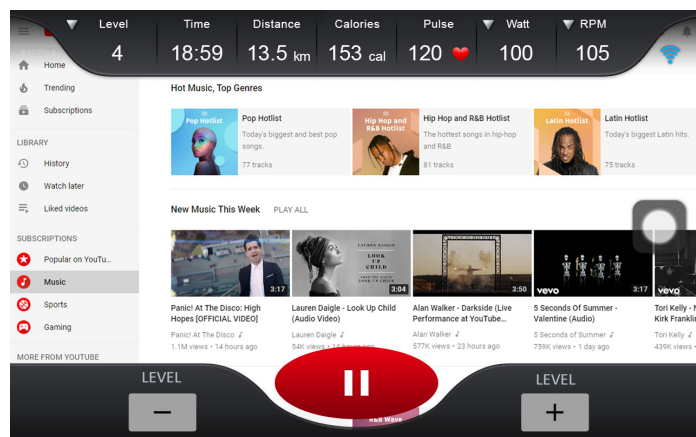 Level Time Distance Calories Pulse Watt RPM
4 18:59 13.5 km 153 cal 120 100 105
Home
Trending
Subscriptions
LIBRARY
History
Watch later
Liked videos
SUBSCRIPTIONS
Popular on YouTu...
Music
Sports
Gaming
MORE FROM YOUTUBE
Hot Music, Top Genres
Pop Hotlist
Pop Hotlist
Today's biggest and best pop
songs.
77 tracks
Hip Hop and
R&B Hotlist
Hip Hop and R&B Hotlist
The hottest songs in hip-hop
and R&B
81 tracks
Latin Hotlist
Latin Hotlist
Today's biggest Latin hits.
75 tracks
New Music This Week PLAY ALL
3:17
Panic! At The Disco: High
Hopes [OFFICIAL VIDEO]
Panic! At The Disco
1.1M views • 14 hours ago
LAUREN DAIGLE
LOOK
UP
CHILD
3:04
Lauren Daigle - Look Up Child
(Audio Video)
Lauren Daigle
54K views • 14 hours ago
3:50
Alan Walker - Darkside (Live
Performance at YouTube...
Alan Walker
577K views • 23 hours ago
vevo
3:17
5 Seconds Of Summer -
Valentine (Audio)
5 Seconds of Summer
759K views • 1 day ago
vevo
Tori Kelly -
Kirk Franklin
Tori Kelly
439K views •
LEVEL
−
R&B Wave
LEVEL
+